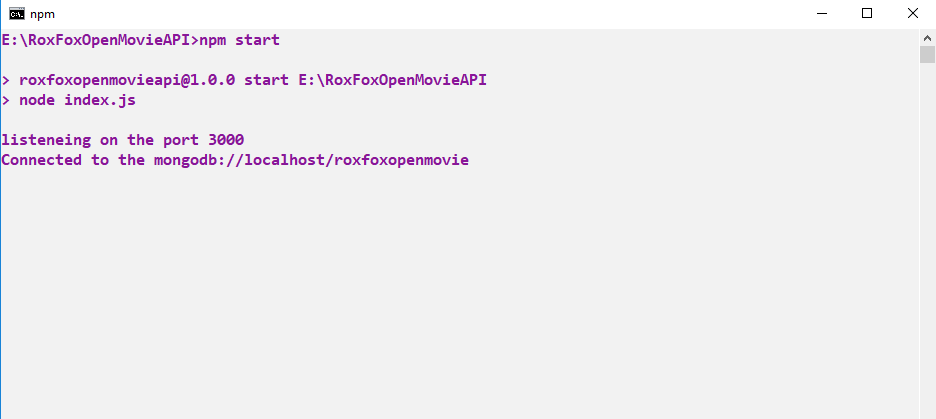 npm
E:\RoxFoxOpenMovieAPI>npm start
> roxfoxopenmovieapi@1.0.0 start E:\RoxFoxOpenMovieAPI
> node index.js
listeneing on the port 3000
Connected to the mongodb://localhost/roxfoxopenmovie